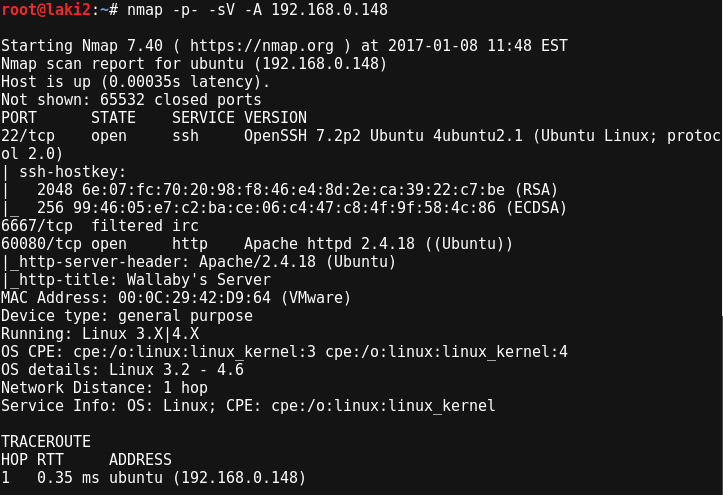 root@laki2:~# nmap -p- -sV -A 192.168.0.148
Starting Nmap 7.40 ( https://nmap.org ) at 2017-01-08 11:48 EST
Nmap scan report for ubuntu (192.168.0.148)
Host is up (0.00035s latency).
Not shown: 65532 closed ports
PORT      STATE    SERVICE VERSION
22/tcp    open     ssh     OpenSSH 7.2p2 Ubuntu 4ubuntu2.1 (Ubuntu Linux; protoc
ol 2.0)
| ssh-hostkey:
|   2048 6e:07:fc:70:20:98:f8:46:e4:8d:2e:ca:39:22:c7:be (RSA)
|_  256 99:46:05:e7:c2:ba:ce:06:c4:47:c8:4f:9f:58:4c:86 (ECDSA)
6667/tcp  filtered irc
60080/tcp open     http    Apache httpd 2.4.18 ((Ubuntu))
|_http-server-header: Apache/2.4.18 (Ubuntu)
|_http-title: Wallaby's Server
MAC Address: 00:0C:29:42:D9:64 (VMware)
Device type: general purpose
Running: Linux 3.X|4.X
OS CPE: cpe:/o:linux:linux_kernel:3 cpe:/o:linux:linux_kernel:4
OS details: Linux 3.2 - 4.6
Network Distance: 1 hop
Service Info: OS: Linux; CPE: cpe:/o:linux:linux_kernel
TRACEROUTE
HOP RTT     ADDRESS
1   0.35 ms ubuntu (192.168.0.148)